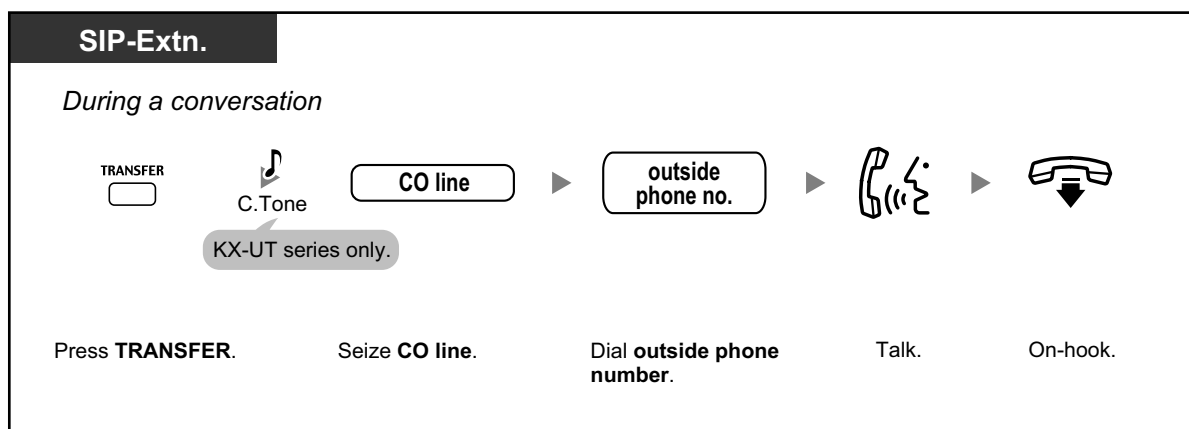 SIP-Extn.
During a conversation
TRANSFER
C.Tone
KX-UT series only.
CO line
outside
phone no.
Press TRANSFER.
Seize CO line.
Dial outside phone
number.
Talk.
On-hook.